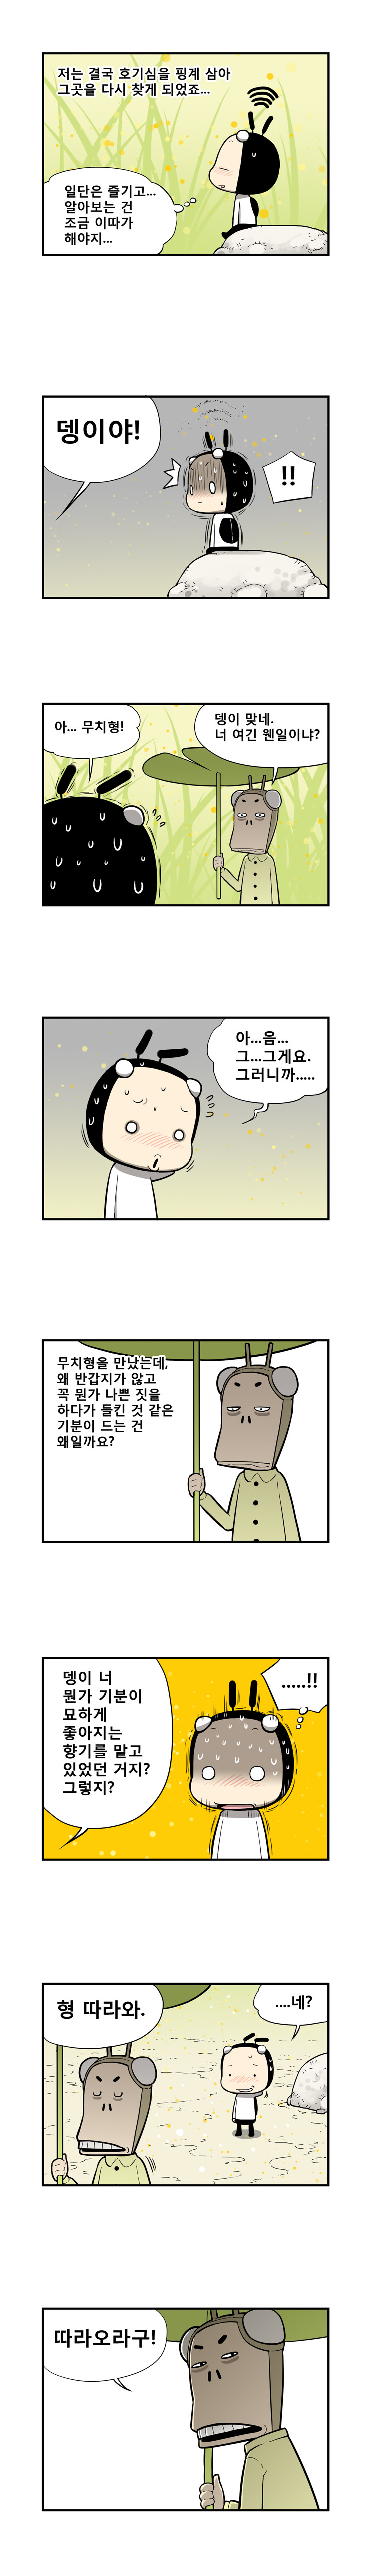 저는 결국 호기심을 핑계 삼아
그곳을 다시 찾게 되었죠...
일단은 즐기고...
알아보는 건
조금 이따가
해야지...
뎅이야!
!!
아... 무치형!
뎅이 맞네.
너 여긴 웬일이냐?
아...음...
그...그게요.
그러니까.....
무치형을 만났는데,
왜 반갑지가 않고
꼭 뭔가 나쁜 짓을
하다가 들킨 것 같은
기분이 드는 건
왜일까요?
.....!!
뎅이 너
뭔가 기분이
묘하게
좋아지는
향기를 맡고
있었던 거지?
그렇지?
형 따라와.
....네?
따라오라구!